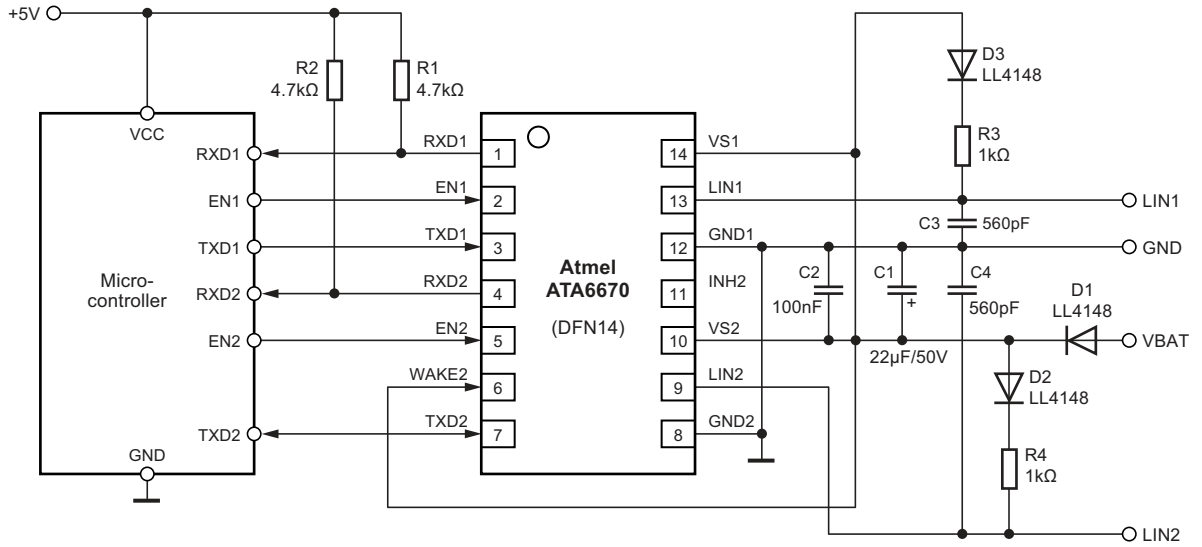 +5V
R2
4.7kΩ
R1
4.7kΩ
D3
LL4148
R3
1kΩ
VCC
RXD1
EN1
TXD1
RXD2
EN2
TXD2
GND
Micro-
controller
RXD1
EN1
TXD1
RXD2
EN2
WAKE2
TXD2
1
2
3
4
5
6
7
Atmel
ATA6670
(DFN14)
14
13
12
11
10
9
8
VS1
LIN1
GND1
INH2
VS2
LIN2
GND2
C3
560pF
C2
100nF
C1
+
22µF/50V
C4
560pF
D1
LL4148
D2
LL4148
R4
1kΩ
LIN1
GND
VBAT
LIN2